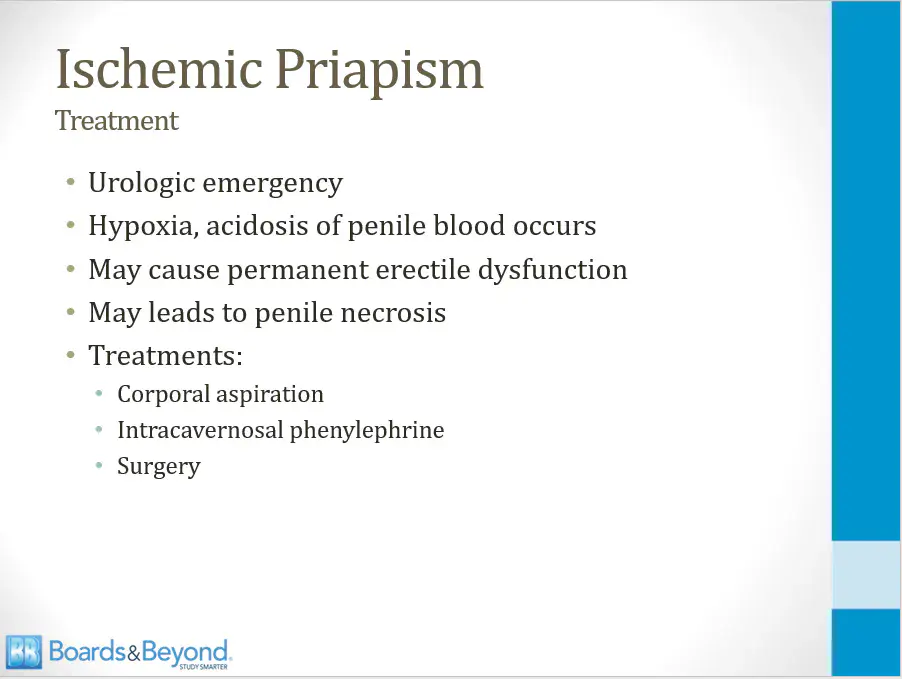 Ischemic Priapism
Treatment
• Urologic emergency
• Hypoxia, acidosis of penile blood occurs
• May cause permanent erectile dysfunction
• May leads to penile necrosis
• Treatments:
• Corporal aspiration
• Intracavernosal phenylephrine
• Surgery
BB Boards&Beyond.
STUDY SMARTER